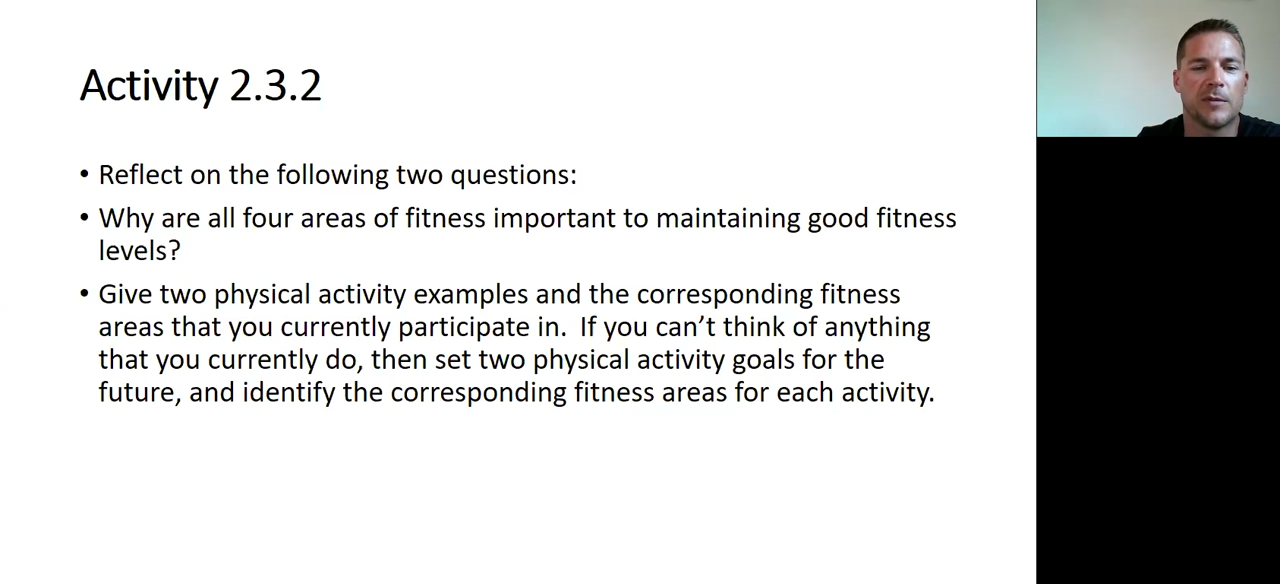 Activity 2.3.2
• Reflect on the following two questions:
• Why are all four areas of fitness important to maintaining good fitness
levels?
• Give two physical activity examples and the corresponding fitness
areas that you currently participate in.  If you can’t think of anything
that you currently do, then set two physical activity goals for the
future, and identify the corresponding fitness areas for each activity.